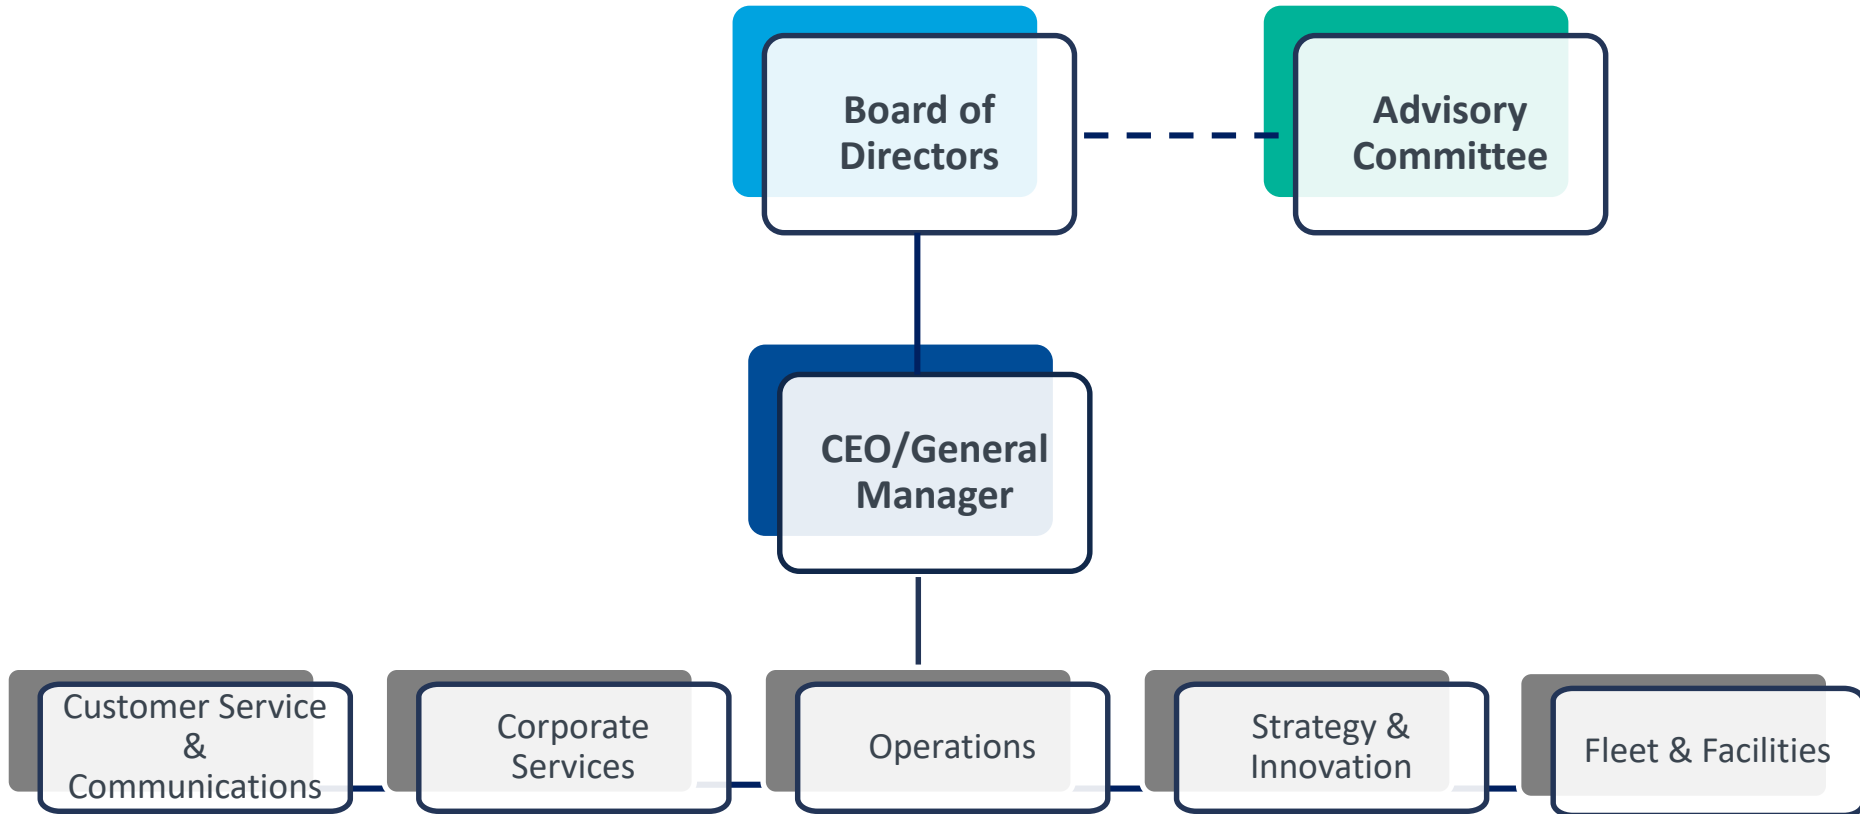 Board of
Directors
Advisory
Committee
CEO/General
Manager
Customer Service
&
Communications
Corporate
Services
Operations
Strategy &
Innovation
Fleet & Facilities